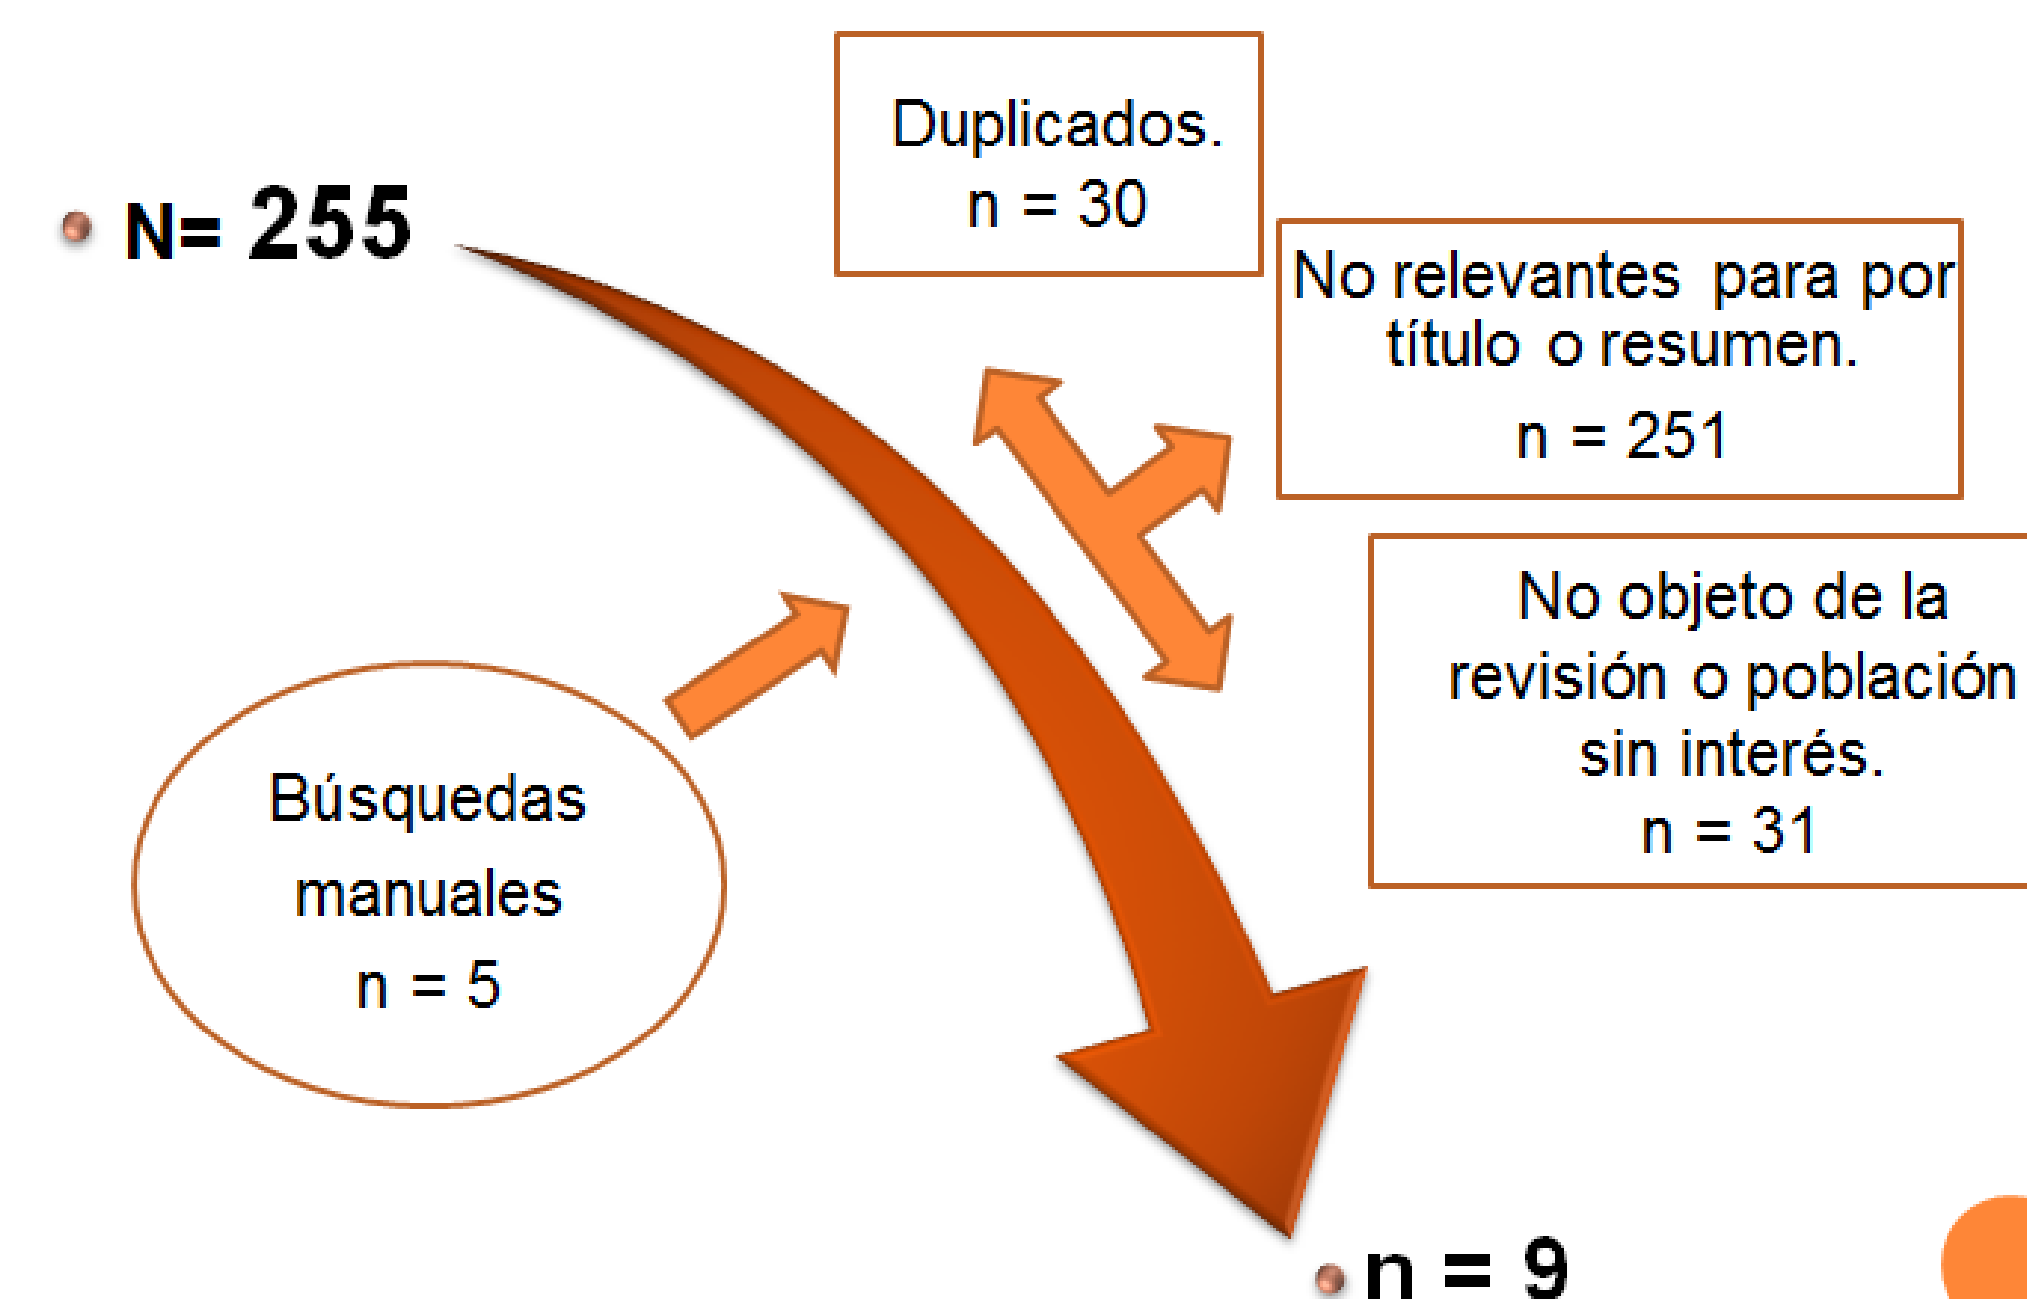 N= 255
Duplicados.
n = 30
No relevantes para por
título o resumen.
n = 251
No objeto de la
revisión o población
sin interés.
n = 31
Búsquedas
manuales
n = 5
n = 9